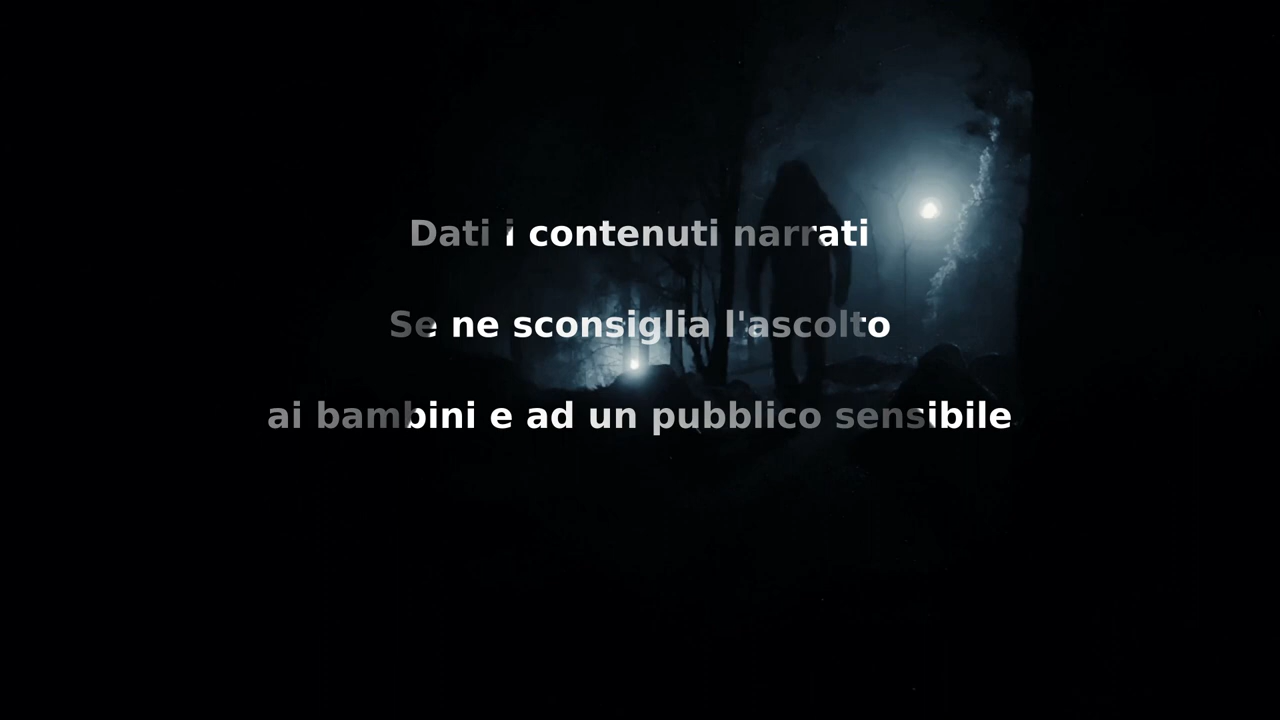 Dati i contenuti narrati
Se ne sconsiglia l'ascolto
ai bambini e ad un pubblico sensibile